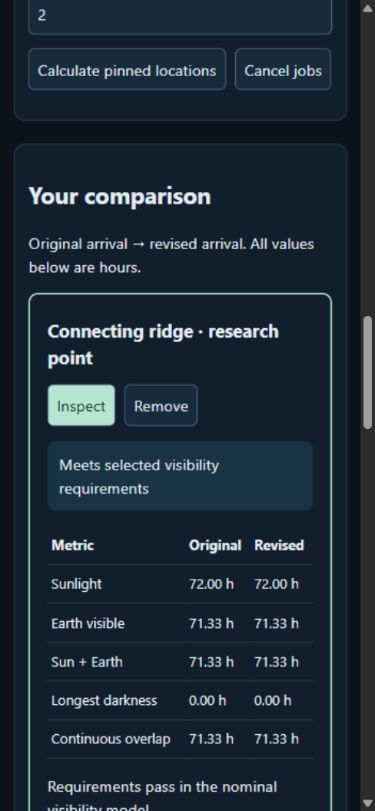 2
Calculate pinned locations Cancel jobs
Your comparison
Original arrival → revised arrival. All values
below are hours.
Connecting ridge · research
point
Inspect Remove
Meets selected visibility
requirements
Metric Original Revised
Sunlight 72.00 h 72.00 h
Earth visible 71.33 h 71.33 h
Sun + Earth 71.33 h 71.33 h
Longest darkness 0.00 h 0.00 h
Continuous overlap 71.33 h 71.33 h
Requirements pass in the nominal
visibility model